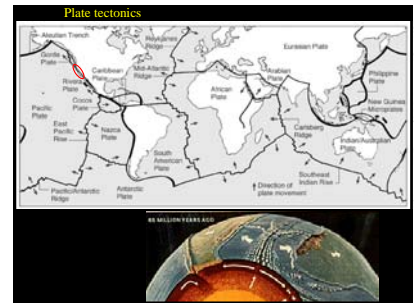 Plate tectonics
Aleutian Trench
Reykjanes
Ridge
Gorda
Plate
Eurasian Plate
Rivera
Plate
Caribbean
Plate
Mid-Atlantic
Ridge
Arabian
Plate
Philippine
Plate
Cocos
Plate
African
Plate
Pacific
Plate
New Guinea
Microplates
East
Pacific
Rise
Nazca
Plate
Carlsberg
Ridge
South
American
Plate
Indian/Australian
Plate
Southeast
Indian Rise
Pacific/Antarctic
Ridge
Antarctic
Plate
Direction of
plate movement
MILLION YEARS AGO